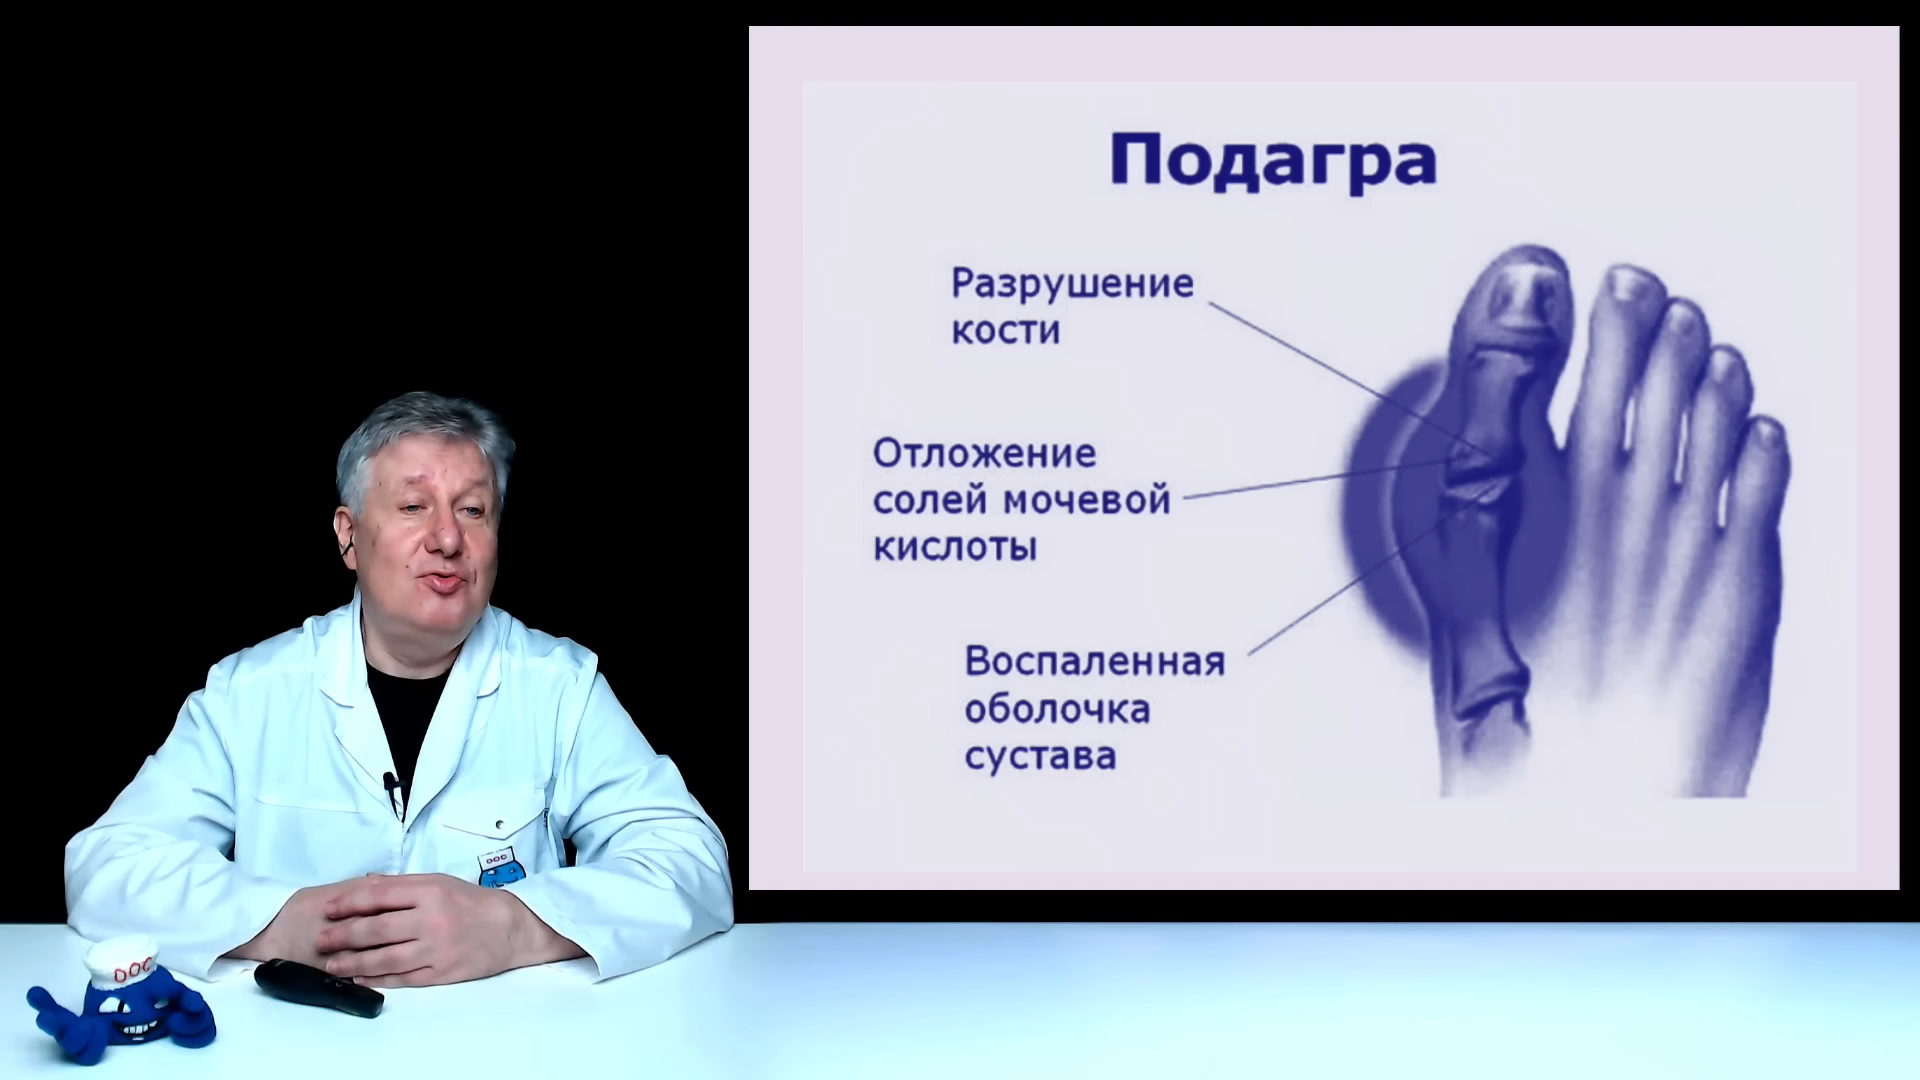 Подагра
Разрушение
кости
Отложение
солей мочевой
кислоты
Воспаленная
оболочка
сустава
DOC
DOC